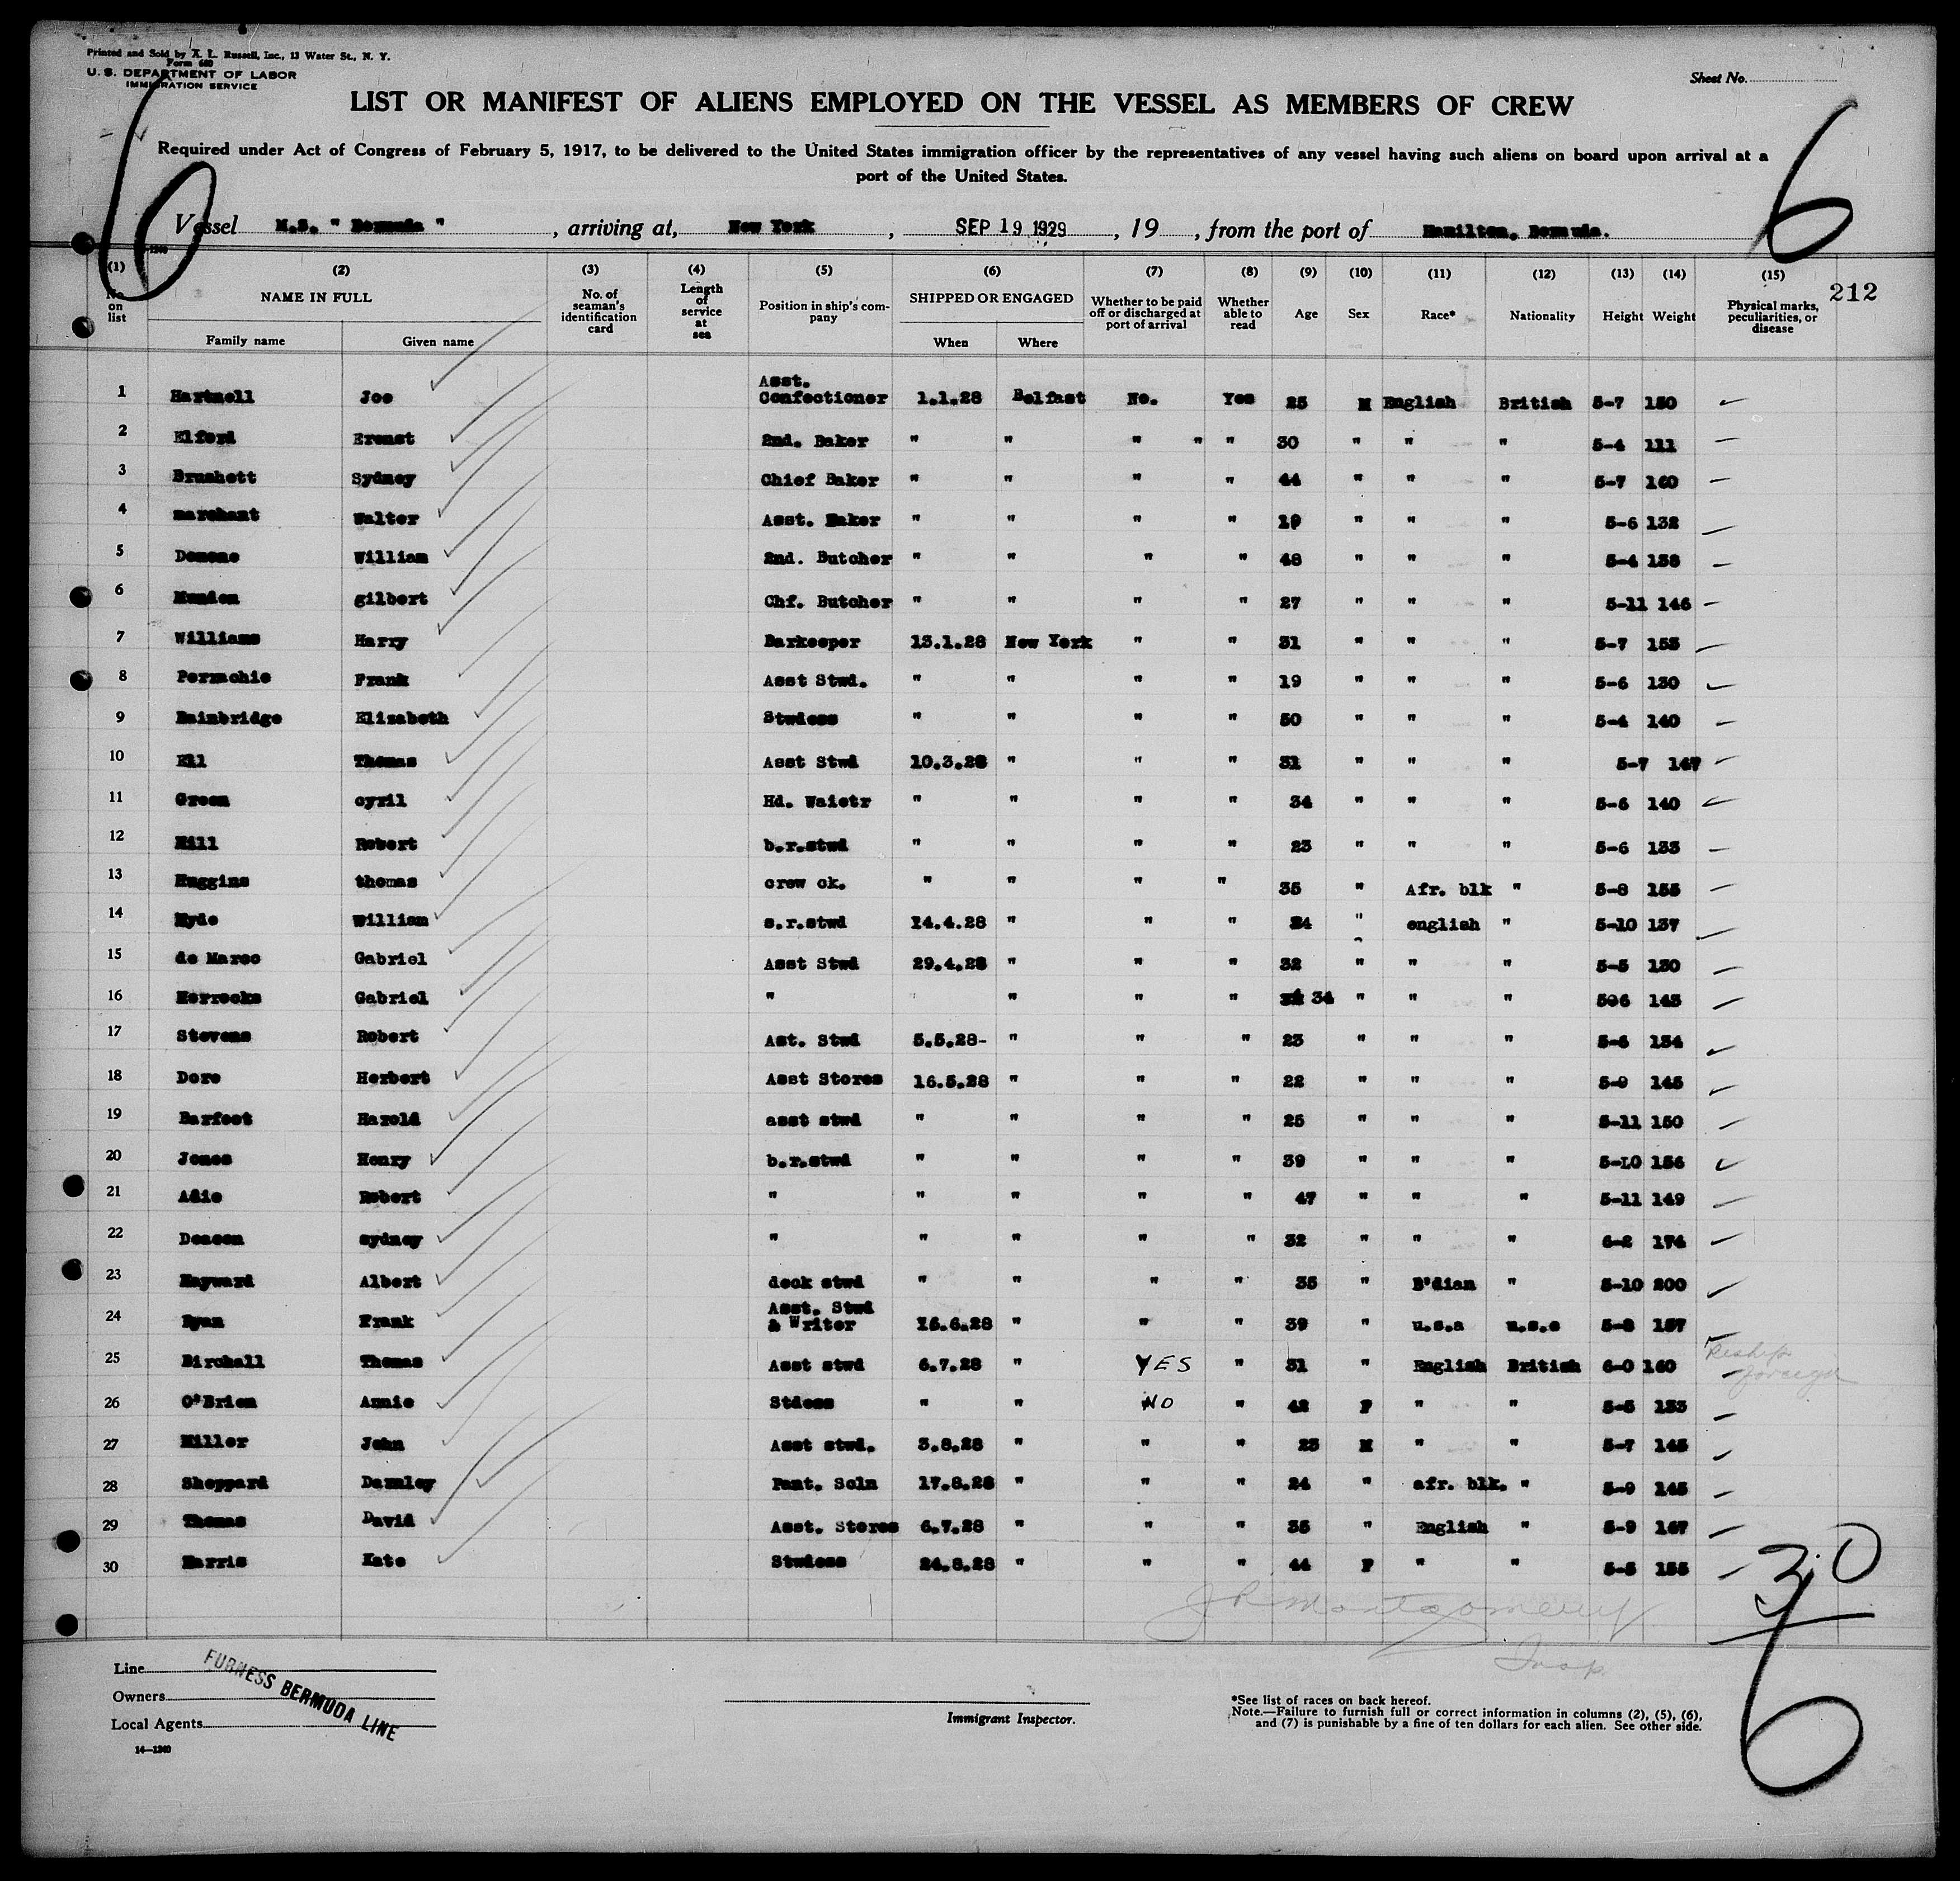 Printed and Sold by X. L. Russell, Inc., 13 Water St., N. Y.
Form 680
U. S. DEPARTMENT OF LABOR
IMMIGRATION SERVICE
Sheet No.
LIST OR MANIFEST OF ALIENS EMPLOYED ON THE VESSEL AS MEMBERS OF CREW
Required under Act of Congress of February 5, 1917, to be delivered to the United States immigration officer by the representatives of any vessel having such aliens on board upon arrival at a
port of the United States.
6 6
Vessel M.S. " Bermuda " , arriving at, New York , SEP 19 1929 , 19 , from the port of Hamilton, Bermuda.
(1) (2) (3) (4) (5) (6) (7) (8) (9) (10) (11) (12) (13) (14) (15)
212
No. on list NAME IN FULL Family name Given name No. of seaman's identification card Length of service at sea Position in ship's company SHIPPED OR ENGAGED When Where Whether to be paid off or discharged at port of arrival Whether able to read Age Sex Race* Nationality Height Weight Physical marks, peculiarities, or disease
1 Hartnell Joe Asst. Confectioner 1.1.28 Belfast No. Yes 25 M English British 5-7 150
2 Elford Ernest 2nd. Baker " " " " " 30 " " " 5-4 111
3 Brushett Sydney Chief Baker " " " " 44 " " " 5-7 160
4 marchant Walter Asst. Baker " " " " 19 " " " 5-6 132
5 William 2nd. Butcher " " " " 48 " " " 5-4 138
6 Munden gilbert Chf. Butcher " " " " 27 " " " 5-11 146
7 Williams Harry Barkeeper 13.1.28 New York " " 31 " " " 5-7 153
8 Frank Asst Stwd. " " " " 19 " " " 5-6 130
9 Bainbridge Elizabeth Stwdess " " " " 50 " " " 5-4 140
10 Ell Thomas Asst Stwd 10.3.28 " " " 31 " " " 5-7 147
11 Green cyril Hd. Waietr " " " " 34 " " " 5-6 140
12 Hill Robert b.r.stwd " " " " 23 " " " 5-6 133
13 Huggins thomas crew ck. " " " " 35 " Afr. blk " 5-8 155
14 Hyde William s.r.stwd 14.4.28 " " " 24 " english " 5-10 137
15 de Marco Gabriel Asst Stwd 29.4.28 " " " 32 " " " 5-5 130
16 Horrocks Gabriel " " " " 34 " " " 506 143
17 Stevens Robert Ast. Stwd 5.5.28- " " " 23 " " " 5-6 134
18 Dore Herbert Asst Stores 16.5.28 " " " 22 " " " 5-9 145
19 Barfoot Harold asst stwd " " " " 25 " " " 5-11 150
20 Jones Henry b.r.stwd " " " " 39 " " " 5-10 156
21 Adie Robert " " " " " 47 " " " 5-11 149
22 Deacon sydney " " " " " 32 " " " 6-2 174
23 Hayward Albert deck stwd " " " " 35 " B'dian " 5-10 200
24 Ryan Frank Asst. Stwd & Writer 16.6.28 " " " 39 " u.s.a u.s.s 5-8 157
25 Birchall Thomas Asst stwd 6.7.28 " YES " 31 " English British 6-0 160 Reship foreign
26 O'Brien Annie Stdess " " NO " 42 F " " 5-5 133
27 Miller John Asst stwd. 3.8.28 " " " 23 M " " 5-7 145
28 Sheppard Darnley Pant. Scln 17.8.28 " " " 24 " afr. blk. " 5-9 145
29 Thomas David Asst. Stores 6.7.28 " " " 35 " English " 5-9 167
30 Harris Kate Stwdess 24.8.28 " " " 44 F " " 5-5 155
30
6
J R Montgomery
Insp.
Line
Owners
Local Agents
FURNESS BERMUDA LINE
14—1240
Immigrant Inspector.
*See list of races on back hereof.
Note.—Failure to furnish full or correct information in columns (2), (5), (6),
and (7) is punishable by a fine of ten dollars for each alien. See other side.